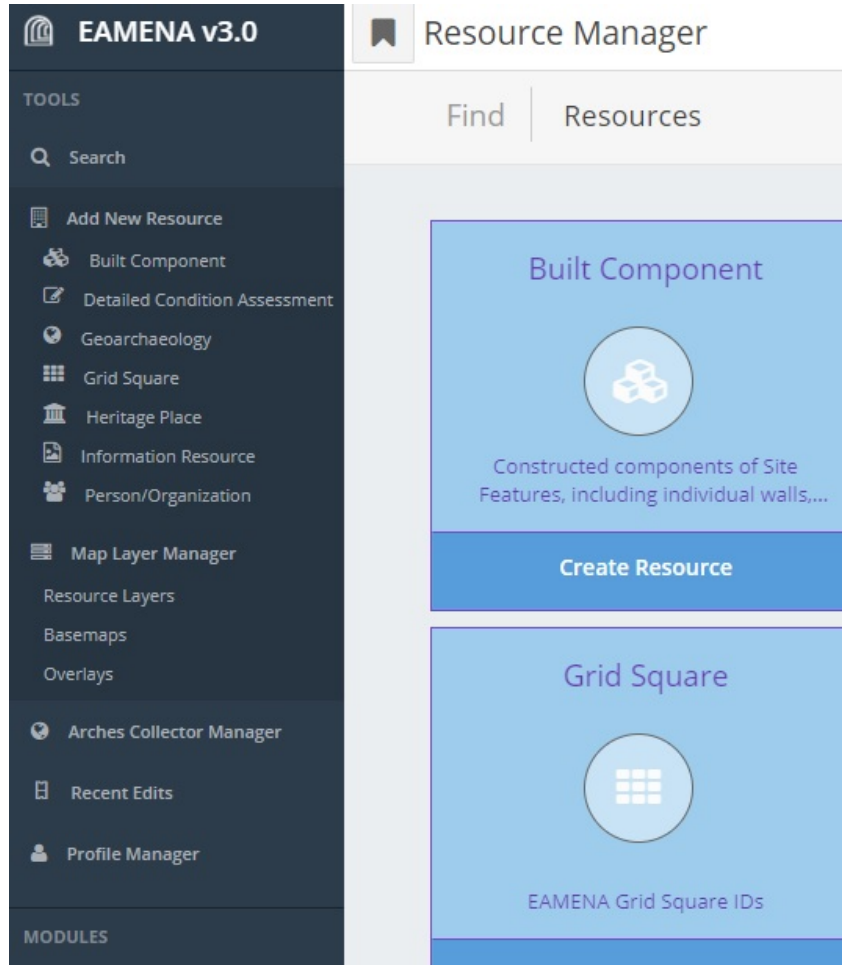 EAMENA v3.0
TOOLS
Search
Add New Resource
Built Component
Detailed Condition Assessment
Geoarchaeology
Grid Square
Heritage Place
Information Resource
Person/Organization
Map Layer Manager
Resource Layers
Basemaps
Overlays
Arches Collector Manager
Recent Edits
Profile Manager
MODULES
Resource Manager
Find Resources
Built Component
Constructed components of Site
Features, including individual walls,...
Create Resource
Grid Square
EAMENA Grid Square IDs